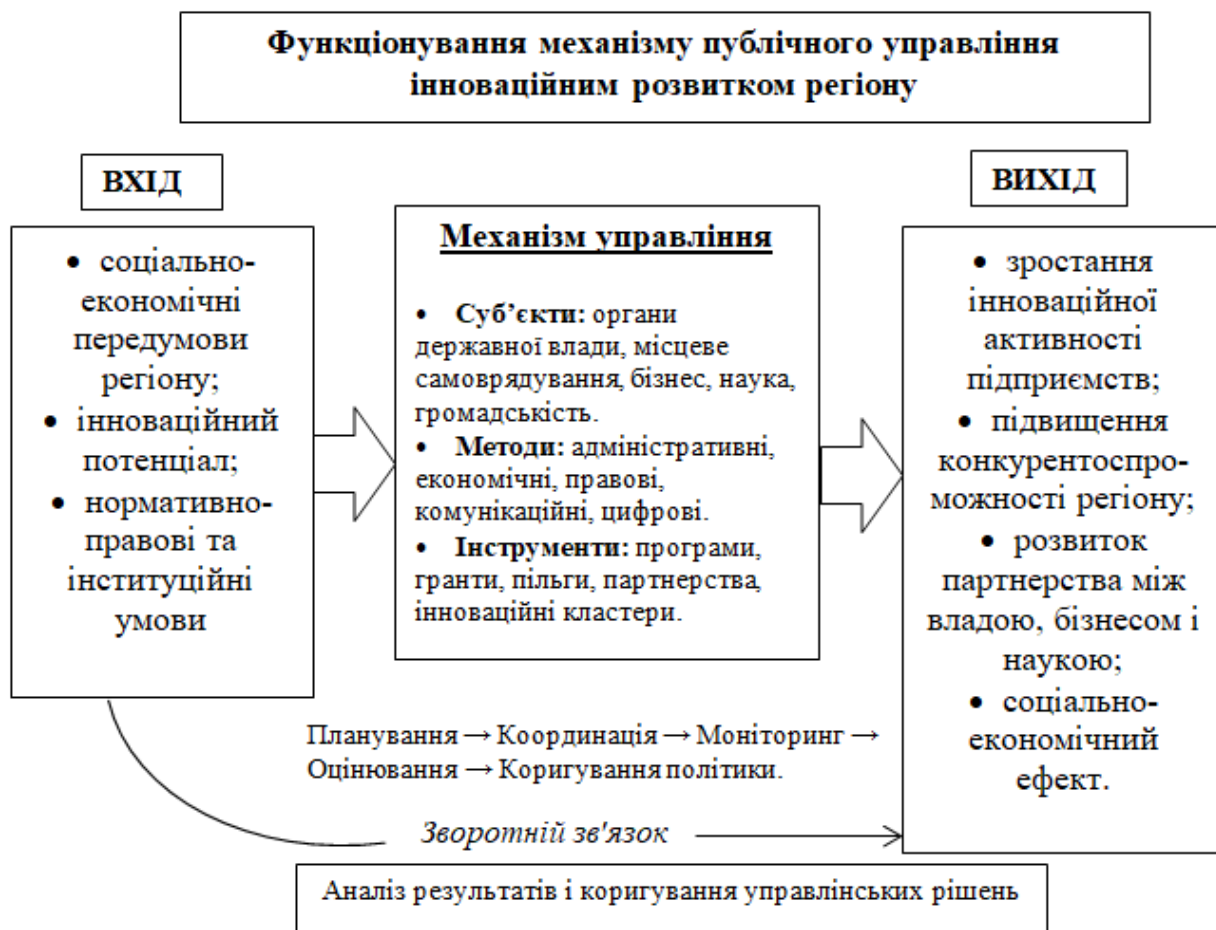 Функціонування механізму публічного управління
інноваційним розвитком регіону
ВХІД
• соціально-
економічні
передумови
регіону;
• інноваційний
потенціал;
• нормативно-
правові та
інституційні
умови
Механізм управління
• Суб’єкти: органи
державної влади, місцеве
самоврядування, бізнес, наука,
громадськість.
• Методи: адміністративні,
економічні, правові,
комунікаційні, цифрові.
• Інструменти: програми,
гранти, пільги, партнерства,
інноваційні кластери.
ВИХІД
• зростання
інноваційної
активності
підприємств;
• підвищення
конкурентоспро-
можності регіону;
• розвиток
партнерства між
владою, бізнесом і
наукою;
• соціально-
економічний
ефект.
Планування → Координація → Моніторинг →
Оцінювання → Коригування політики.
Зворотній зв'язок
Аналіз результатів і коригування управлінських рішень